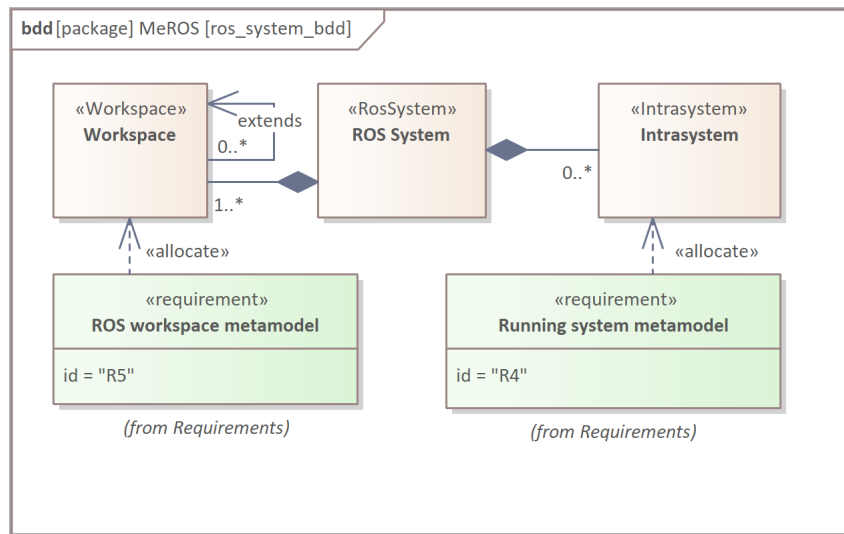 bdd [package] MeROS [ros_system_bdd]
«Workspace»
Workspace
extends
0..*
1..*
«RosSystem»
ROS System
0..*
«Intrasystem»
Intrasystem
«allocate»
«allocate»
«requirement»
ROS workspace metamodel
id = "R5"
(from Requirements)
«requirement»
Running system metamodel
id = "R4"
(from Requirements)